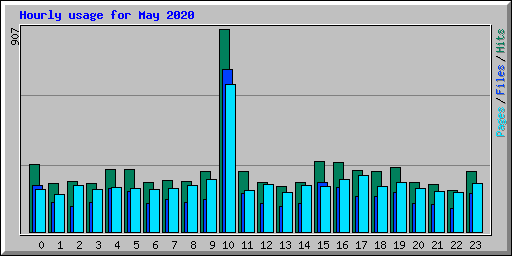 Hourly usage for May 2020
907
Pages / Files / Hits
0 1 2 3 4 5 6 7 8 9 10 11 12 13 14 15 16 17 18 19 20 21 22 23